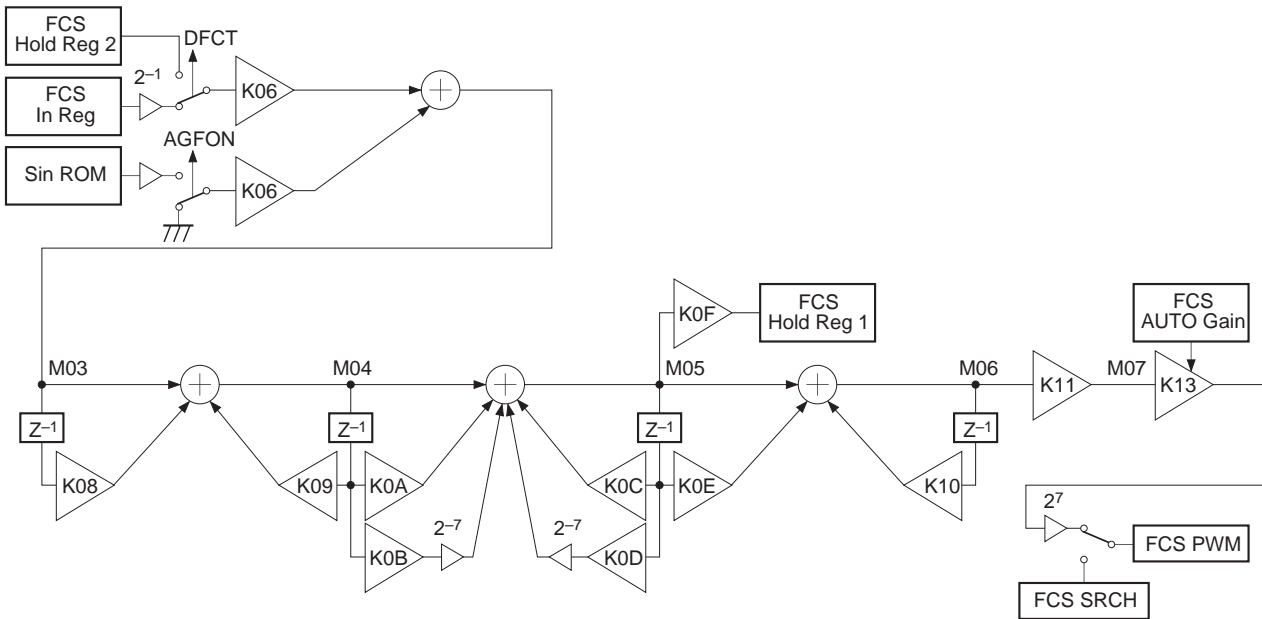 FCS
Hold Reg 2
DFCT
2–1
K06
FCS
In Reg
AGFON
Sin ROM
K06
K0F
FCS
Hold Reg 1
FCS
AUTO Gain
M03
M04
M05
M06
K11
M07
K13
Z–1
Z–1
Z–1
Z–1
K08
K09
K0A
K0C
K0E
K10
K0B
2–7
2–7
K0D
27
FCS PWM
FCS SRCH